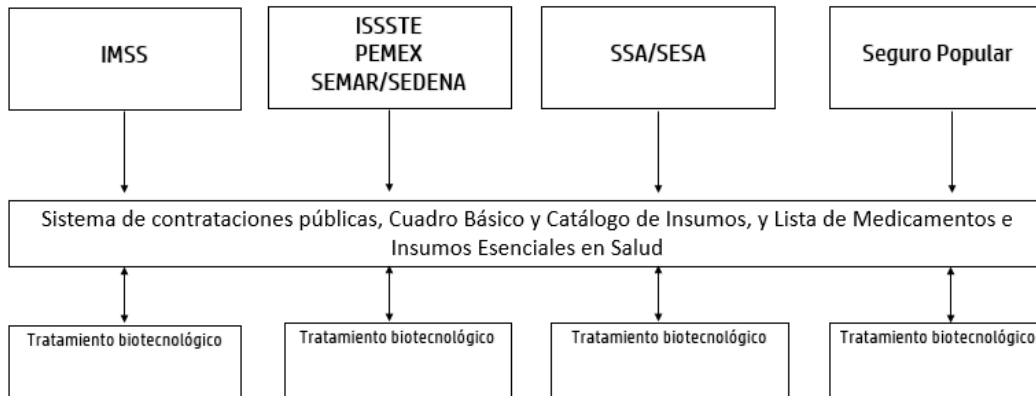 IMSS
ISSSTE
PEMEX
SEMAR/SEDENA
SSA/SESA
Seguro Popular
Sistema de contrataciones públicas, Cuadro Básico y Catálogo de Insumos, y Lista de Medicamentos e
Insumos Esenciales en Salud
Tratamiento biotecnológico
Tratamiento biotecnológico
Tratamiento biotecnológico
Tratamiento biotecnológico